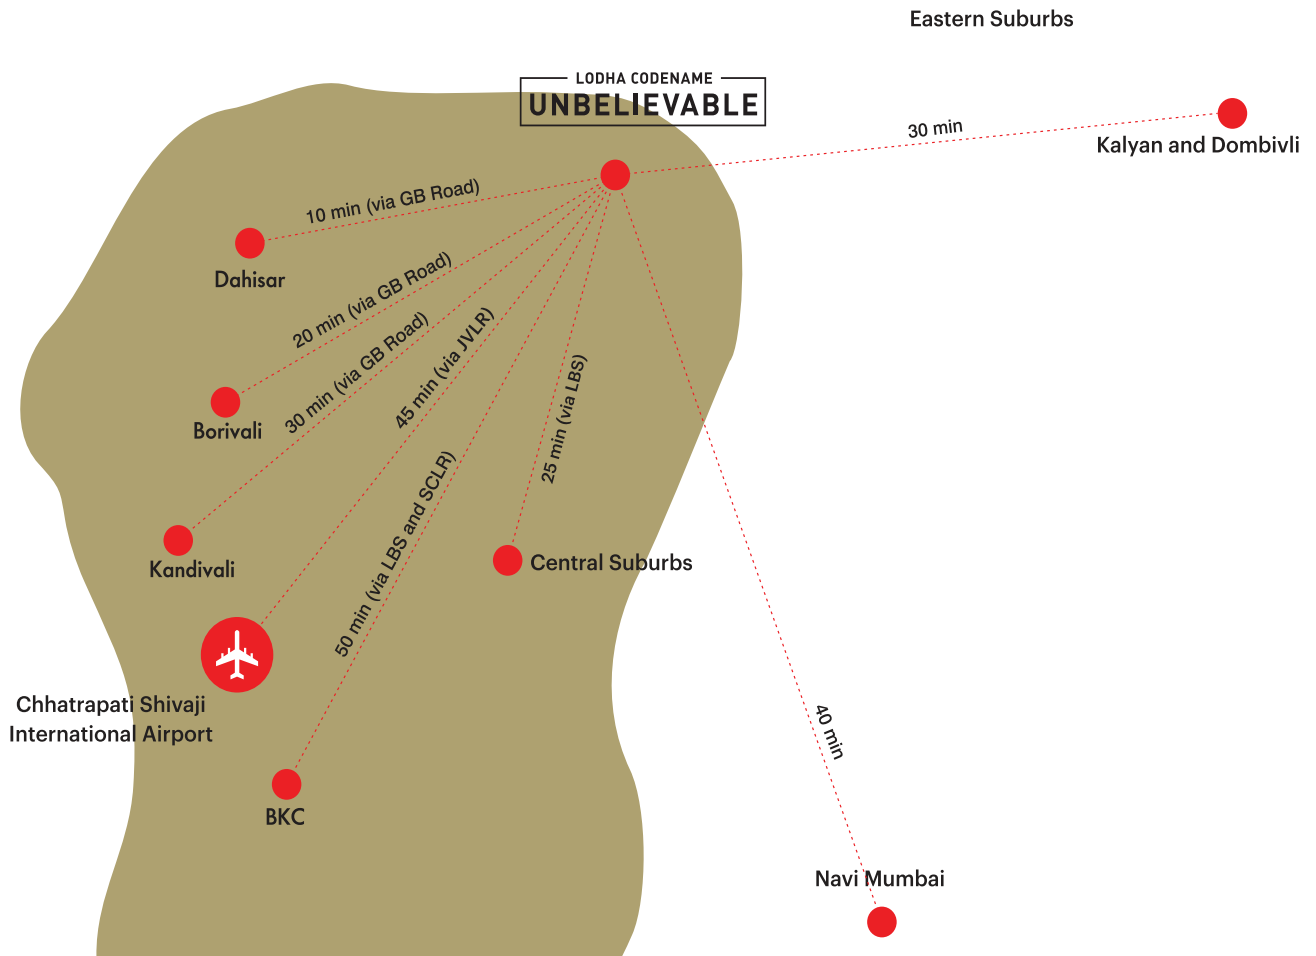 Eastern Suburbs
LODHA CODENAME
UNBELIEVABLE
30 min
Kalyan and Dombivli
10 min (via GB Road)
Dahisar
20 min (via GB Road)
Borivali
30 min (via GB Road)
Kandivali
45 min (via JVLR)
Chhatrapati Shivaji
International Airport
50 min (via LBS and SCLR)
BKC
25 min (via LBS)
Central Suburbs
40 min
Navi Mumbai